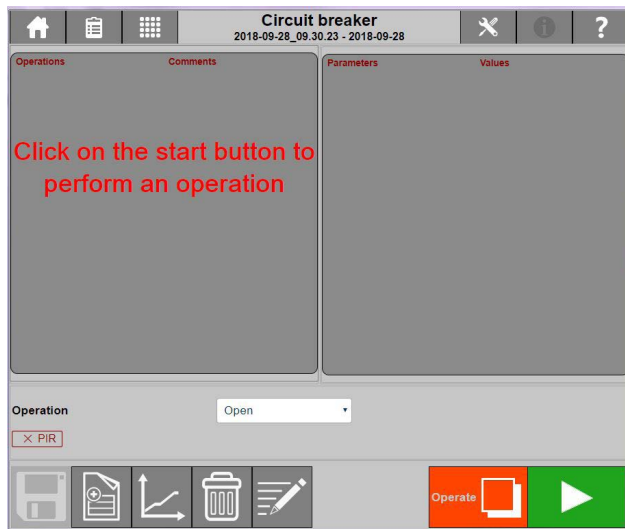 Circuit breaker
2018-09-28_09.30.23 - 2018-09-28
?
Operations Comments
Parameters Values
Click on the start button to
perform an operation
Operation Open
× PIR
Operate